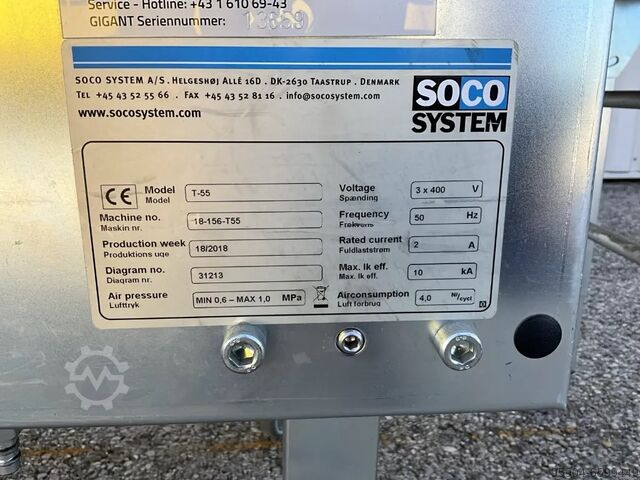 Service - Hotline: +43 1 610 69-43
GIGANT Seriennummer: 13859
SOCO SYSTEM A/S . HELGESHØJ ALLÉ 16D . DK-2630 TAASTRUP . DENMARK
TEL +45 43 52 55 66 . FAX +45 43 52 81 16 . info@socosystem.com
www.socosystem.com
SOCO
SYSTEM
CE
Model T-55
Model
Machine no. 18-156-T55
Maskin nr.
Production week 18/2018
Produktions uge
Diagram no. 31213
Diagram nr.
Air pressure MIN 0,6 – MAX 1,0 MPa
Lufttryk
Voltage 3 x 400 V
Spænding
Frequency 50 Hz
Frekvens
Rated current 2 A
Fuldlaststrøm
Max. Ik eff. 10 kA
Max. Ik eff.
Airconsumption 4,0 Nl/cycl
Luft forbrug